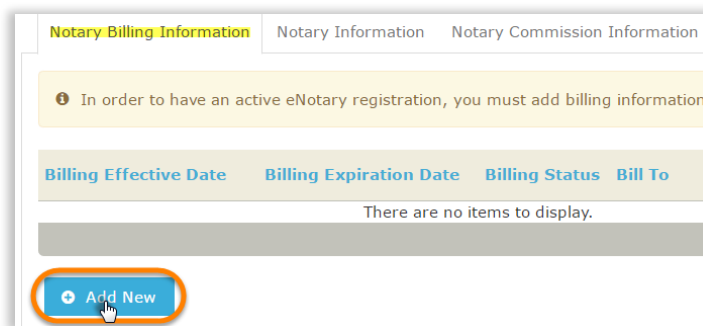 Notary Billing Information Notary Information Notary Commission Information
In order to have an active eNotary registration, you must add billing information
Billing Effective Date Billing Expiration Date Billing Status Bill To
There are no items to display.
Add New